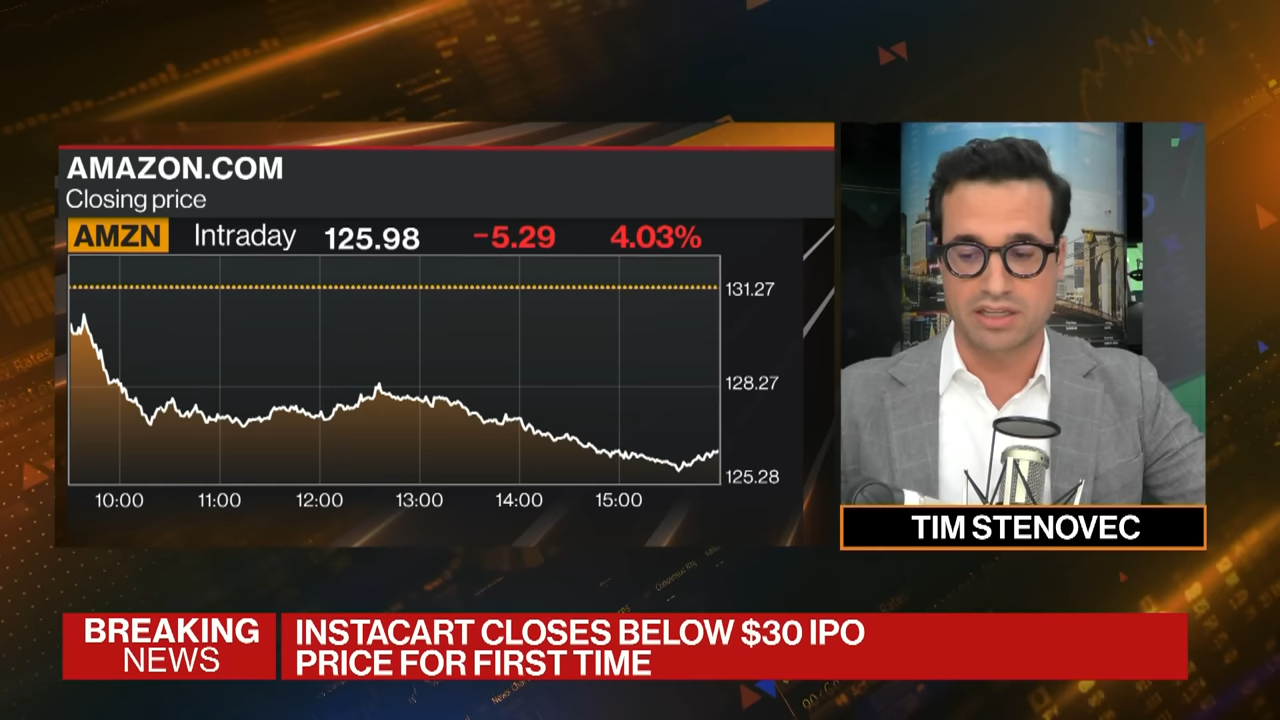 AMAZON.COM
Closing price
AMZN Intraday 125.98 −5.29 4.03%
131.27
128.27
125.28
10:00 11:00 12:00 13:00 14:00 15:00
TIM STENOVEC
BREAKING
NEWS
INSTACART CLOSES BELOW $30 IPO
PRICE FOR FIRST TIME